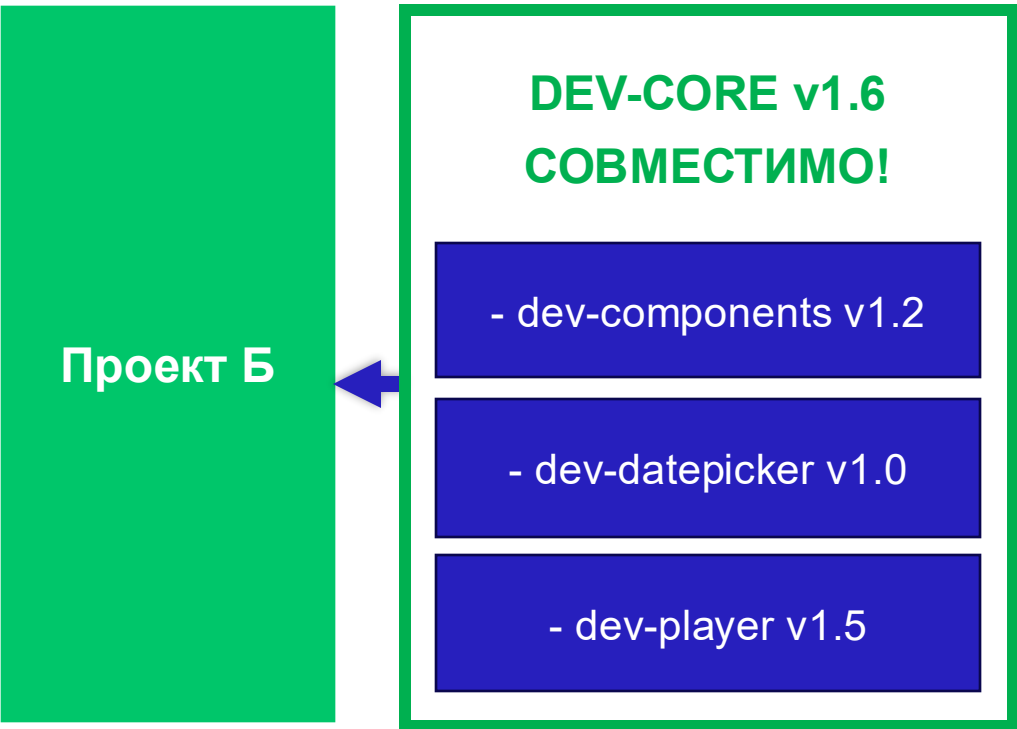 Проект Б
DEV-CORE v1.6
СОВМЕСТИМО!
- dev-components v1.2
- dev-datepicker v1.0
- dev-player v1.5